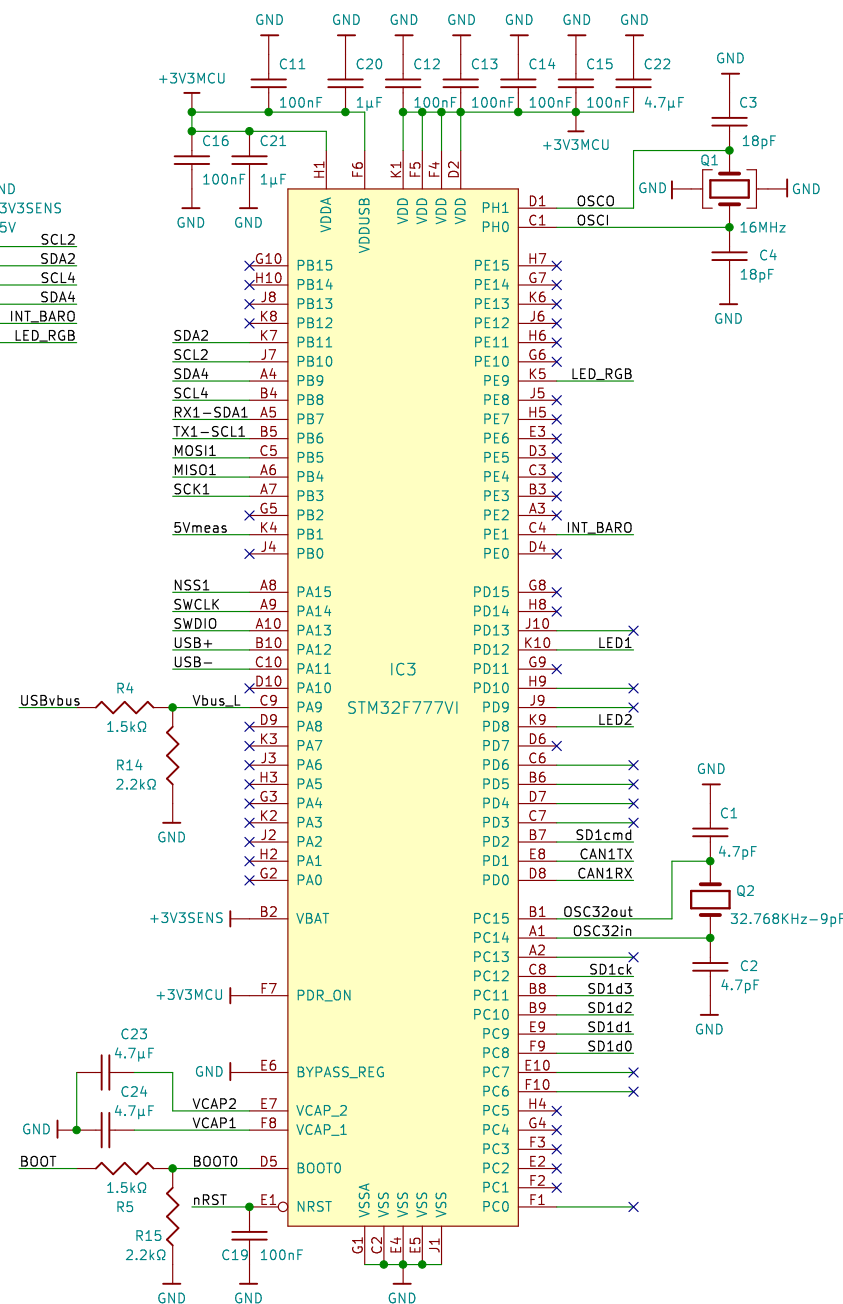 GND GND GND GND GND GND GND
C11 C20 C12 C13 C14 C15 C22
100nF 1µF 100nF 100nF 100nF 100nF 4.7µF
+3V3MCU
+3V3MCU
C16 C21
100nF 1µF
GND GND
GND
C3
18pF
Q1
GND GND
16MHz
C4
18pF
GND
ND
3V3SENS
5V
SCL2
SDA2
SCL4
SDA4
INT_BARO
LED_RGB
H1 F6 K1 F5 F4 D2
VDDA VDDUSB VDD VDD VDD VDD
PH1 D1 OSCO
PH0 C1 OSCI
G10 PB15 PE15 H7
H10 PB14 PE14 G7
J8 PB13 PE13 K6
K8 PB12 PE12 J6
SDA2 K7 PB11 PE11 H6
SCL2 J7 PB10 PE10 G6
SDA4 A4 PB9 PE9 K5 LED_RGB
SCL4 B4 PB8 PE8 J5
RX1-SDA1 A5 PB7 PE7 H5
TX1-SCL1 B5 PB6 PE6 E3
MOSI1 C5 PB5 PE5 D3
MISO1 A6 PB4 PE4 C3
SCK1 A7 PB3 PE3 B3
G5 PB2 PE2 A3
5Vmeas K4 PB1 PE1 C4 INT_BARO
J4 PB0 PE0 D4
NSS1 A8 PA15 PD15 G8
SWCLK A9 PA14 PD14 H8
SWDIO A10 PA13 PD13 J10
USB+ B10 PA12 PD12 K10 LED1
USB- C10 PA11 PD11 G9
IC3
D10 PA10 PD10 H9
STM32F777VI
R4
USBvbus Vbus_L C9 PA9 PD9 J9
1.5kΩ
D9 PA8 PD8 K9 LED2
K3 PA7 PD7 D6
R14
2.2kΩ
GND
J3 PA6 PD6 C6
H3 PA5 PD5 B6
G3 PA4 PD4 D7
K2 PA3 PD3 C7
J2 PA2 PD2 B7 SD1cmd
H2 PA1 PD1 E8 CAN1TX
G2 PA0 PD0 D8 CAN1RX
GND
C1
4.7pF
Q2
32.768KHz-9pF
C2
4.7pF
GND
+3V3SENS B2 VBAT PC15 B1 OSC32out
PC14 A1 OSC32in
PC13 A2
PC12 C8 SD1ck
+3V3MCU F7 PDR_ON PC11 B8 SD1d3
PC10 B9 SD1d2
PC9 E9 SD1d1
PC8 F9 SD1d0
GND E6 BYPASS_REG PC7 E10
PC6 F10
C23
4.7µF
C24
4.7µF
GND
VCAP2 E7 VCAP_2 PC5 H4
VCAP1 F8 VCAP_1 PC4 G4
PC3 F3
BOOT BOOT0 D5 BOOT0 PC2 E2
1.5kΩ
R5
PC1 F2
nRST E1 NRST PC0 F1
R15
2.2kΩ
GND
C19 100nF
GND
VSSA VSS VSS VSS VSS
G1 C2 E4 E5 J1
GND